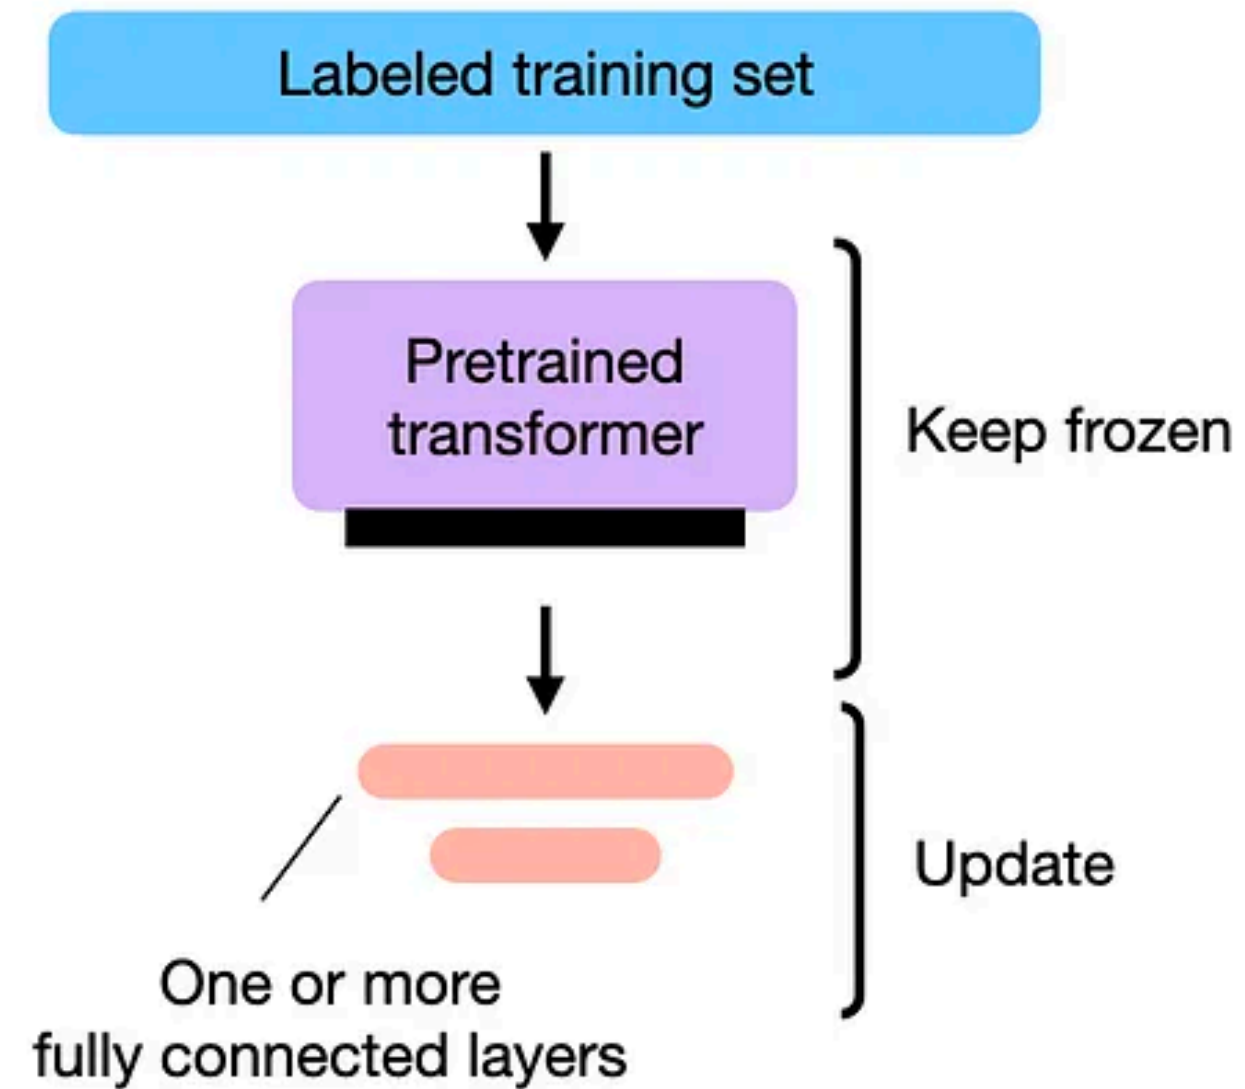 Labeled training set
Pretrained
transformer
Keep frozen
Update
One or more
fully connected layers